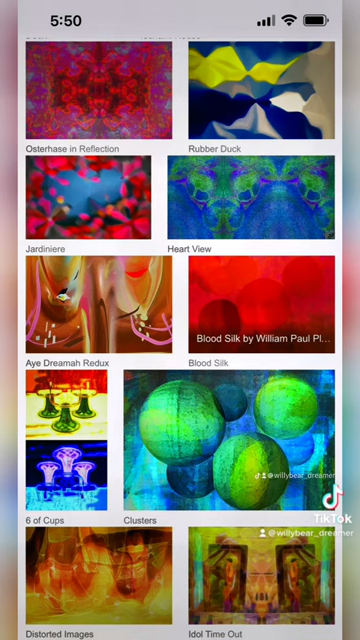 5:50
Osterhase in Reflection
Rubber Duck
Jardiniere
Heart View
Blood Silk by William Paul Pl...
Aye Dreamah Redux
Blood Silk
@willybear_dreamer
TikTok
6 of Cups
Clusters
@willybear_dreamer
Distorted Images
Idol Time Out